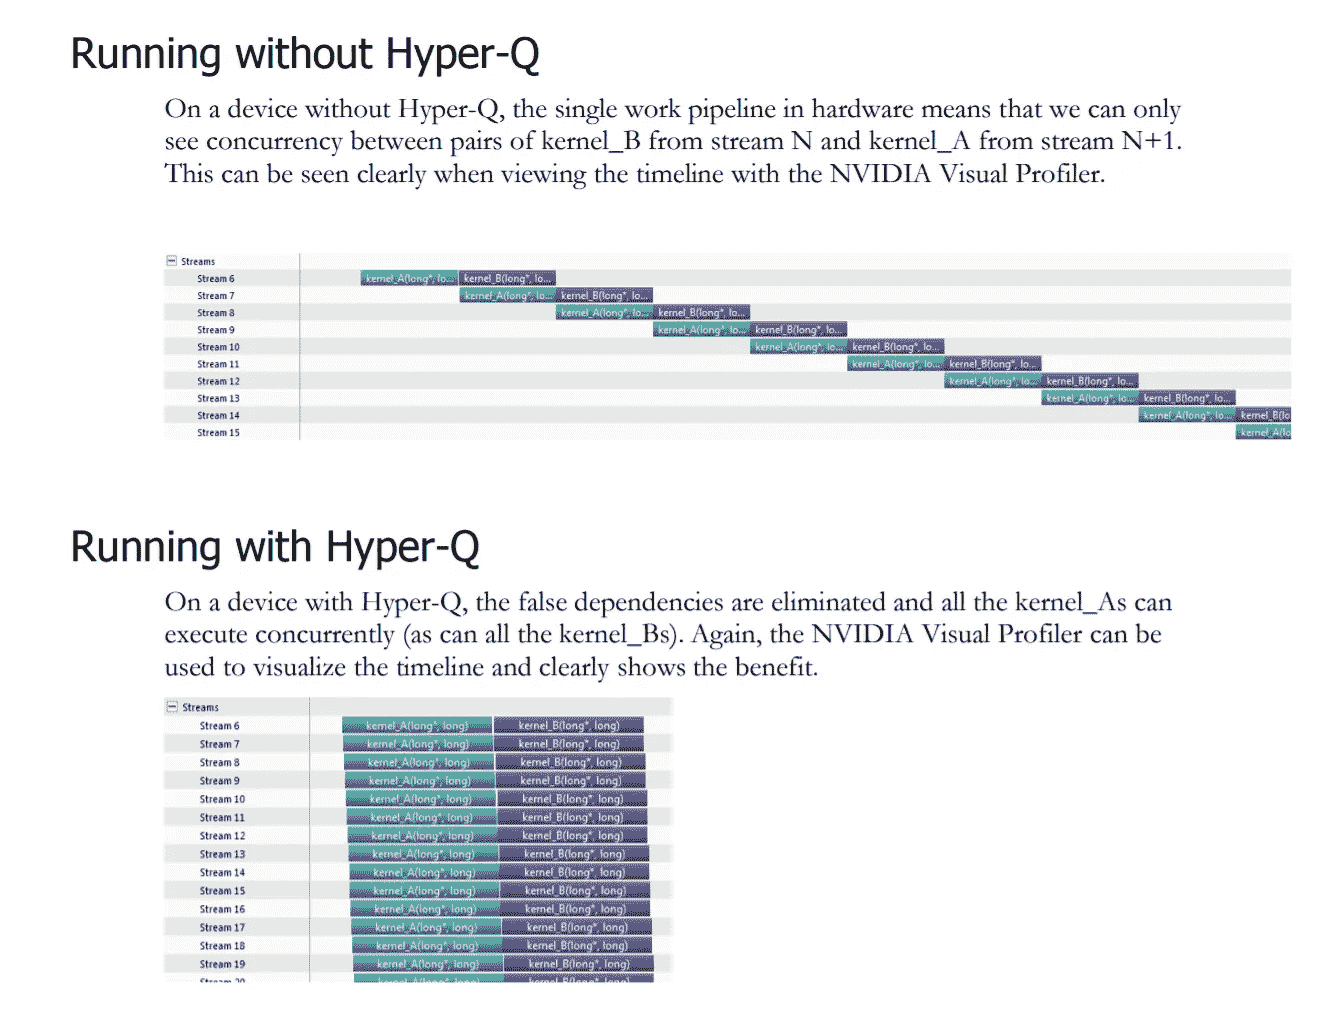 Running without Hyper-Q
On a device without Hyper-Q, the single work pipeline in hardware means that we can only
see concurrency between pairs of kernel_B from stream N and kernel_A from stream N+1.
This can be seen clearly when viewing the timeline with the NVIDIA Visual Profiler.
Streams
Stream 6 kernel_A(long*, lo... kernel_B(long*, lo...
Stream 7 kernel_A(long*, lo... kernel_B(long*, lo...
Stream 8 kernel_A(long*, lo... kernel_B(long*, lo...
Stream 9 kernel_A(long*, lo... kernel_B(long*, lo...
Stream 10 kernel_A(long*, lo... kernel_B(long*, lo...
Stream 11 kernel_A(long*, lo... kernel_B(long*, lo...
Stream 12 kernel_A(long*, lo... kernel_B(long*, lo...
Stream 13 kernel_A(long*, lo... kernel_B(long*, lo...
Stream 14 kernel_A(long*, lo... kernel_B(lo
Stream 15 kernel_A(lo
Running with Hyper-Q
On a device with Hyper-Q, the false dependencies are eliminated and all the kernel_As can
execute concurrently (as can all the kernel_Bs). Again, the NVIDIA Visual Profiler can be
used to visualize the timeline and clearly shows the benefit.
Streams
Stream 6 kernel_A(long*, long) kernel_B(long*, long)
Stream 7 kernel_A(long*, long) kernel_B(long*, long)
Stream 8 kernel_A(long*, long) kernel_B(long*, long)
Stream 9 kernel_A(long*, long) kernel_B(long*, long)
Stream 10 kernel_A(long*, long) kernel_B(long*, long)
Stream 11 kernel_A(long*, long) kernel_B(long*, long)
Stream 12 kernel_A(long*, long) kernel_B(long*, long)
Stream 13 kernel_A(long*, long) kernel_B(long*, long)
Stream 14 kernel_A(long*, long) kernel_B(long*, long)
Stream 15 kernel_A(long*, long) kernel_B(long*, long)
Stream 16 kernel_A(long*, long) kernel_B(long*, long)
Stream 17 kernel_A(long*, long) kernel_B(long*, long)
Stream 18 kernel_A(long*, long) kernel_B(long*, long)
Stream 19 kernel_A(long*, long) kernel_B(long*, long)
Stream 20 kernel_A(long*, long) kernel_B(long*, long)